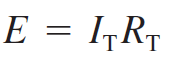 E = I_T R_T